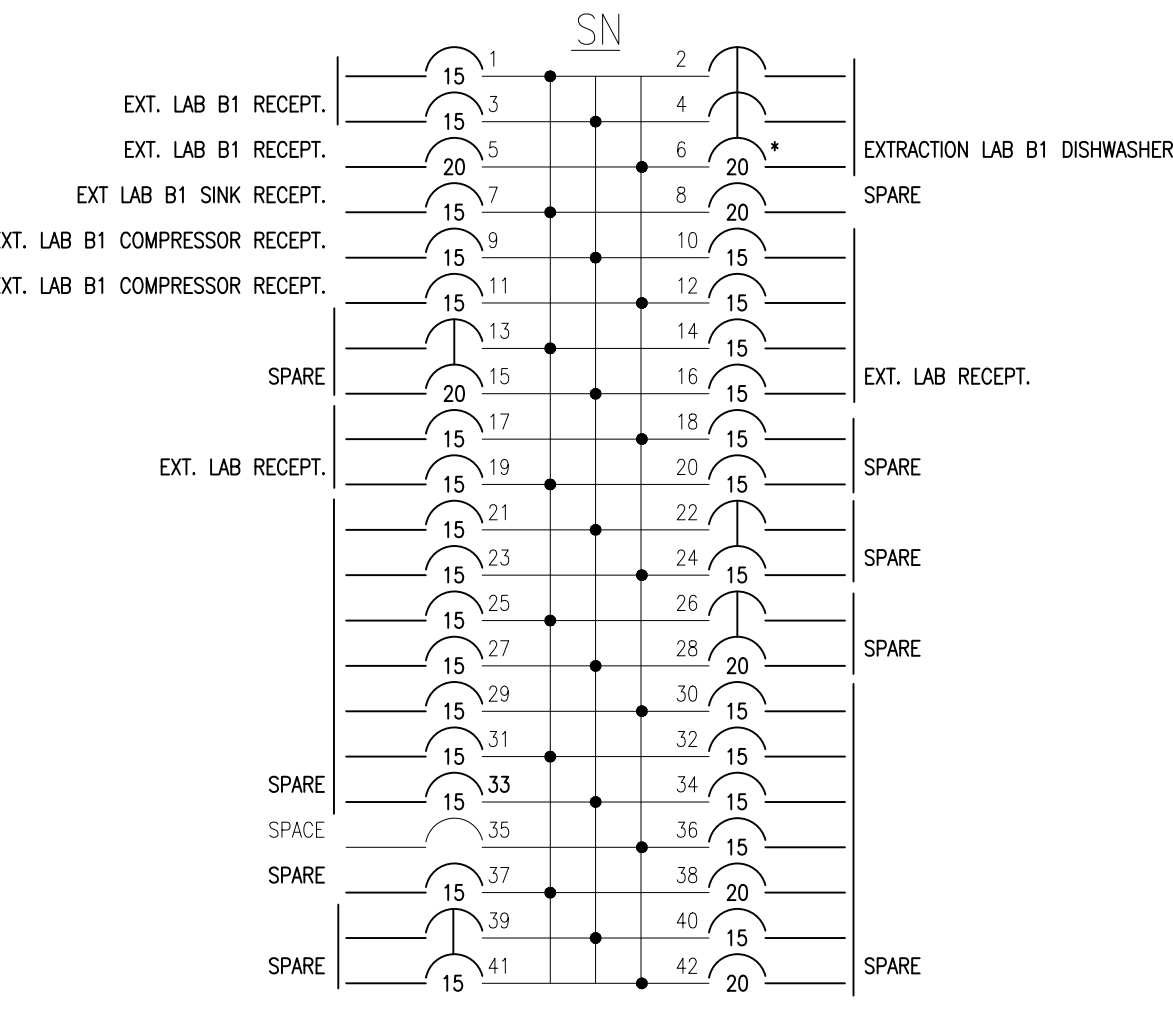 SN
1 2
15
EXT. LAB B1 RECEPT. 3 4
15
EXT. LAB B1 RECEPT. 5 6 * EXTRACTION LAB B1 DISHWASHER
20 20
EXT LAB B1 SINK RECEPT. 7 8 SPARE
15 20
EXT. LAB B1 COMPRESSOR RECEPT. 9 10
15 15
EXT. LAB B1 COMPRESSOR RECEPT. 11 12
15 15
13 14
15
SPARE 15 16 EXT. LAB RECEPT.
20 15
17 18
15 15
EXT. LAB RECEPT. 19 20 SPARE
15 15
21 22
15
23 24 SPARE
15 15
25 26
15
27 28 SPARE
15 20
29 30
15 15
31 32
15 15
SPARE 33 34
15 15
SPACE 35 36
15
SPARE 37 38
15 20
39 40
15
SPARE 41 42 SPARE
15 20